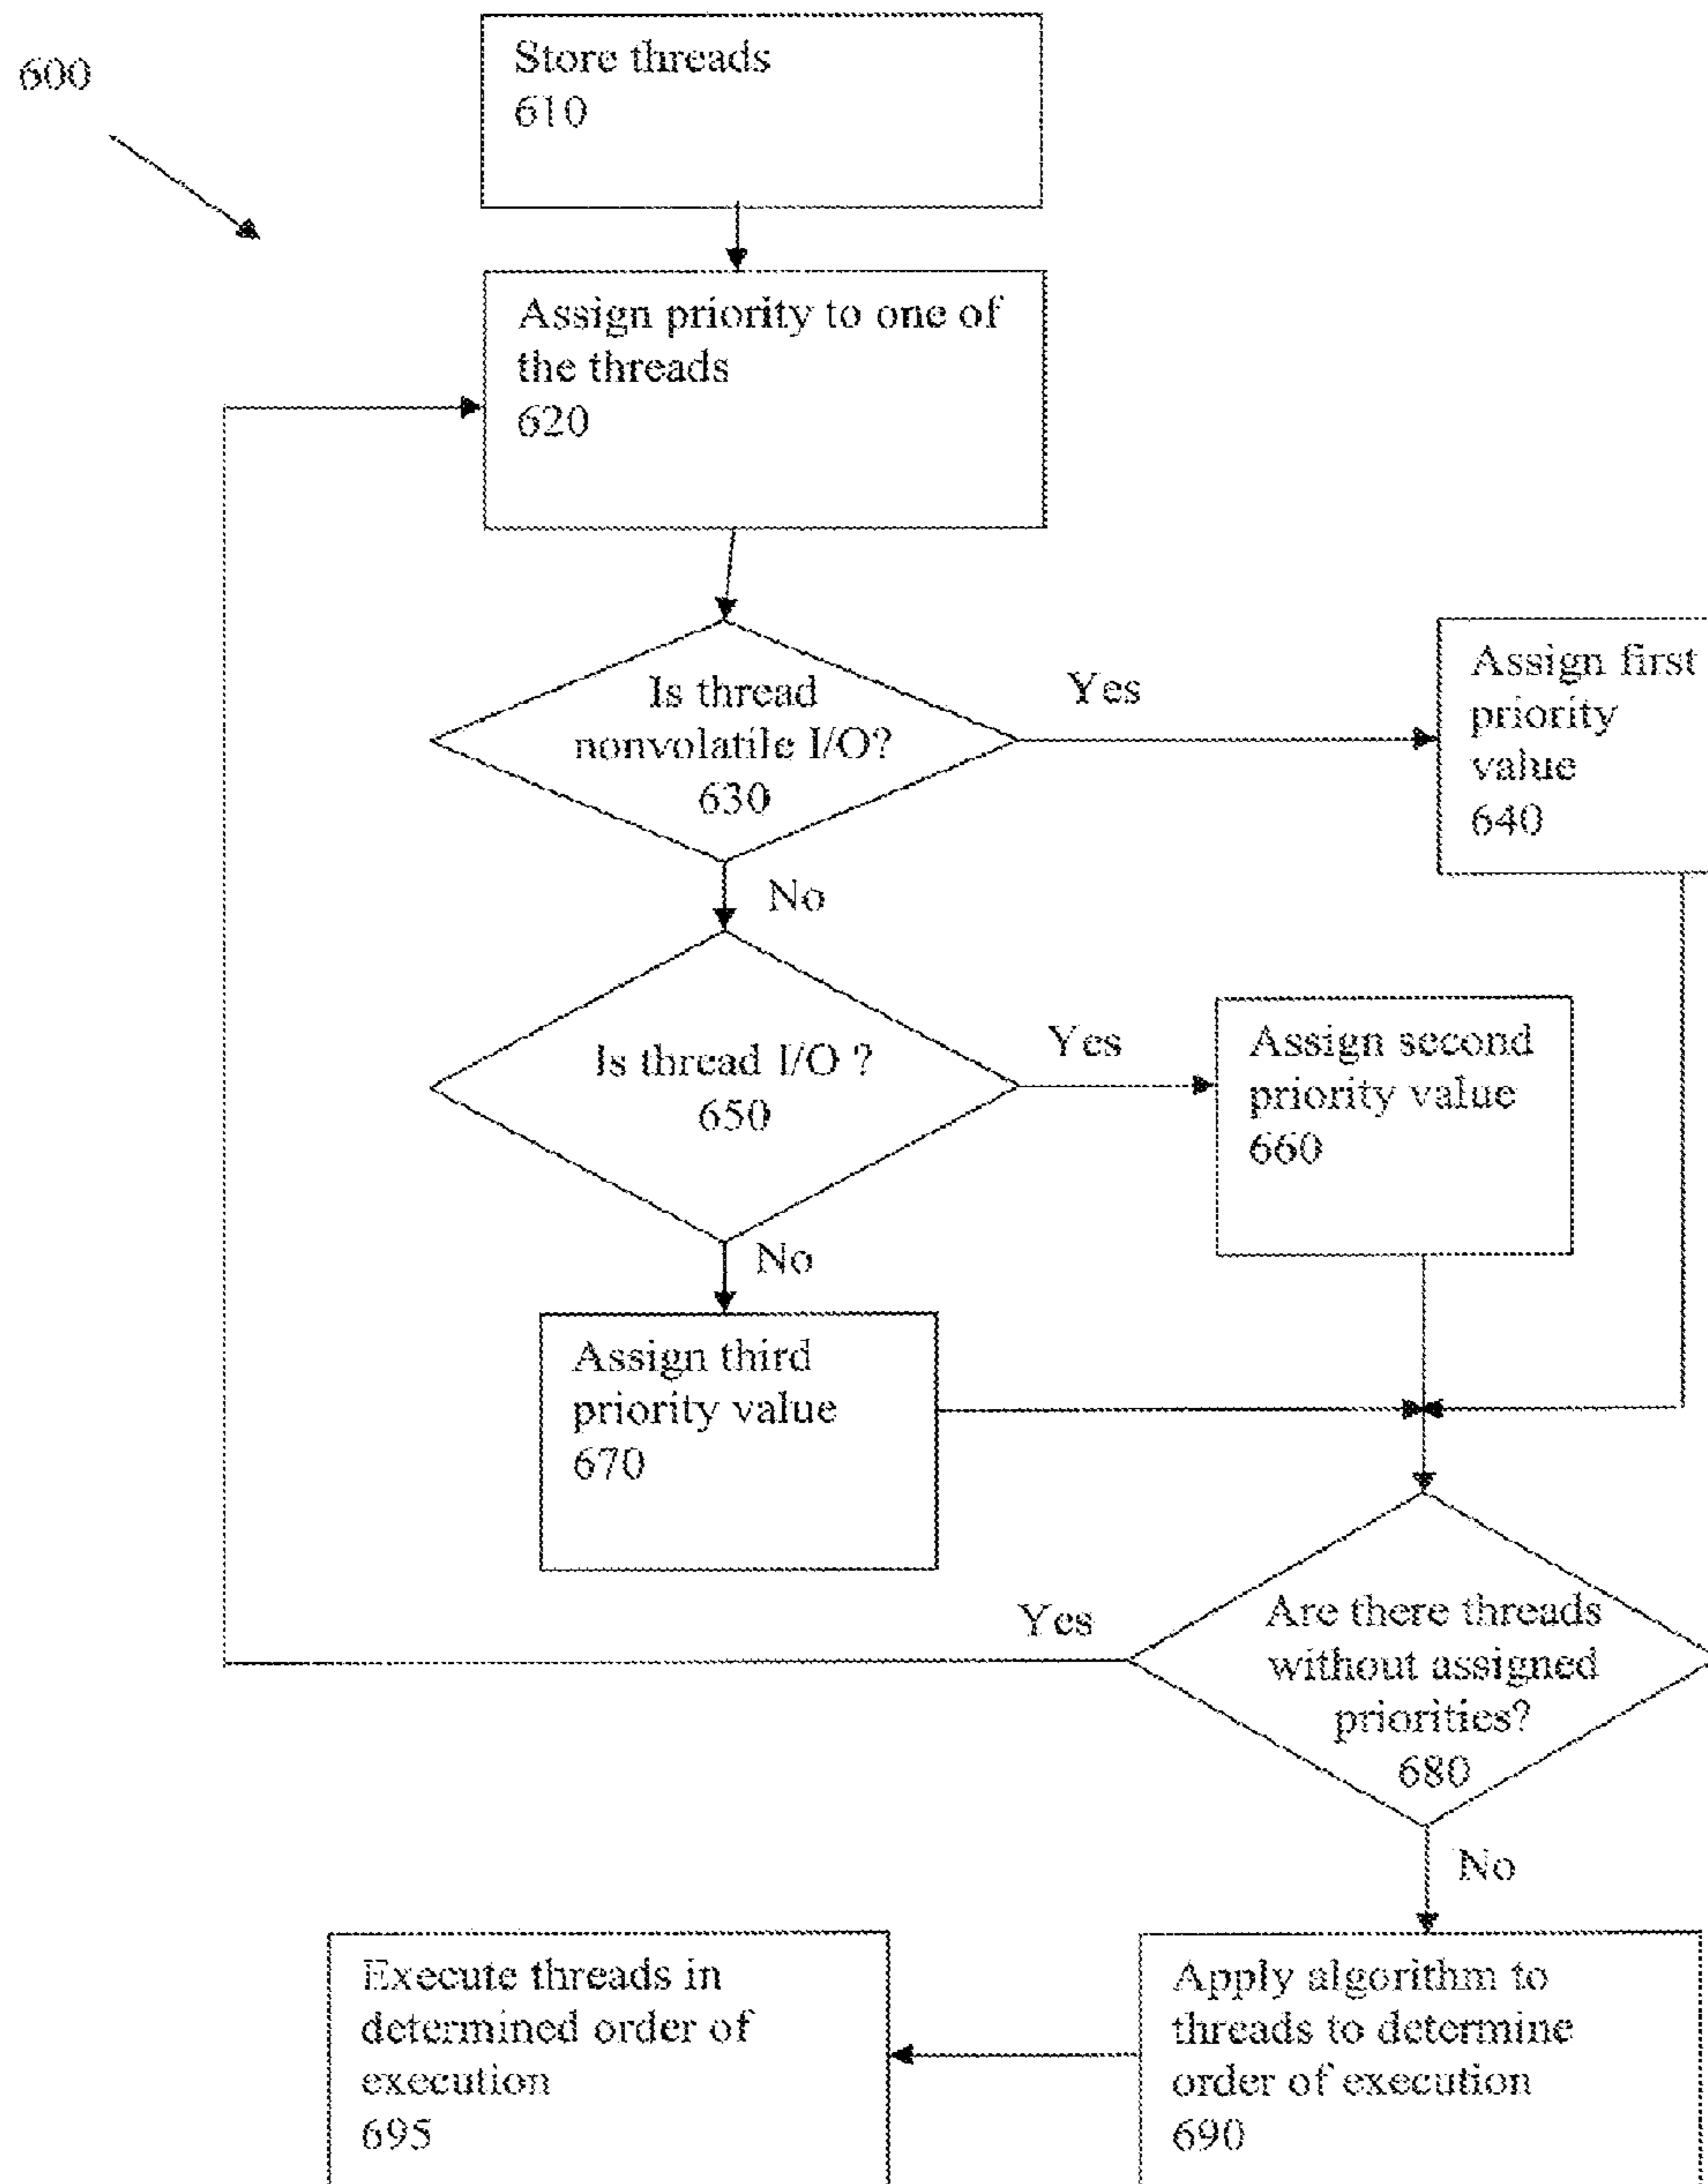 600
Store threads
610
Assign priority to one of
the threads
620
Is thread
nonvolatile I/O?
630
Yes
Assign first
priority
value
640
No
Is thread I/O ?
650
Yes
Assign second
priority value
660
No
Assign third
priority value
670
Are there threads
without assigned
priorities?
680
Yes
No
Apply algorithm to
threads to determine
order of execution
690
Execute threads in
determined order of
execution
695